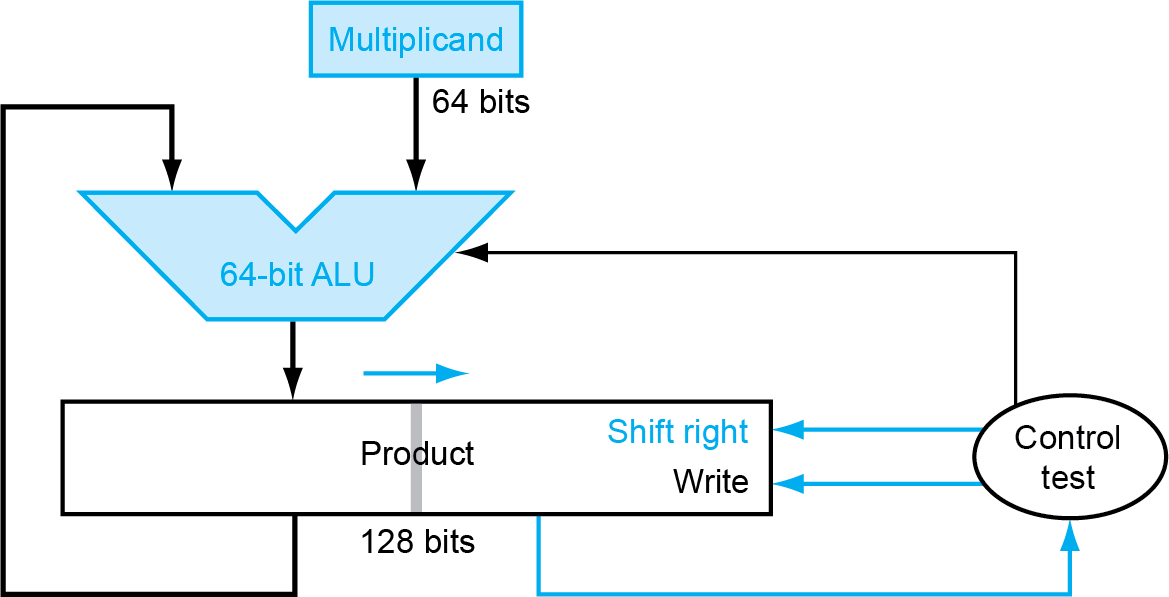 Multiplicand
64 bits
64-bit ALU
Product
Shift right
Write
128 bits
Control
test